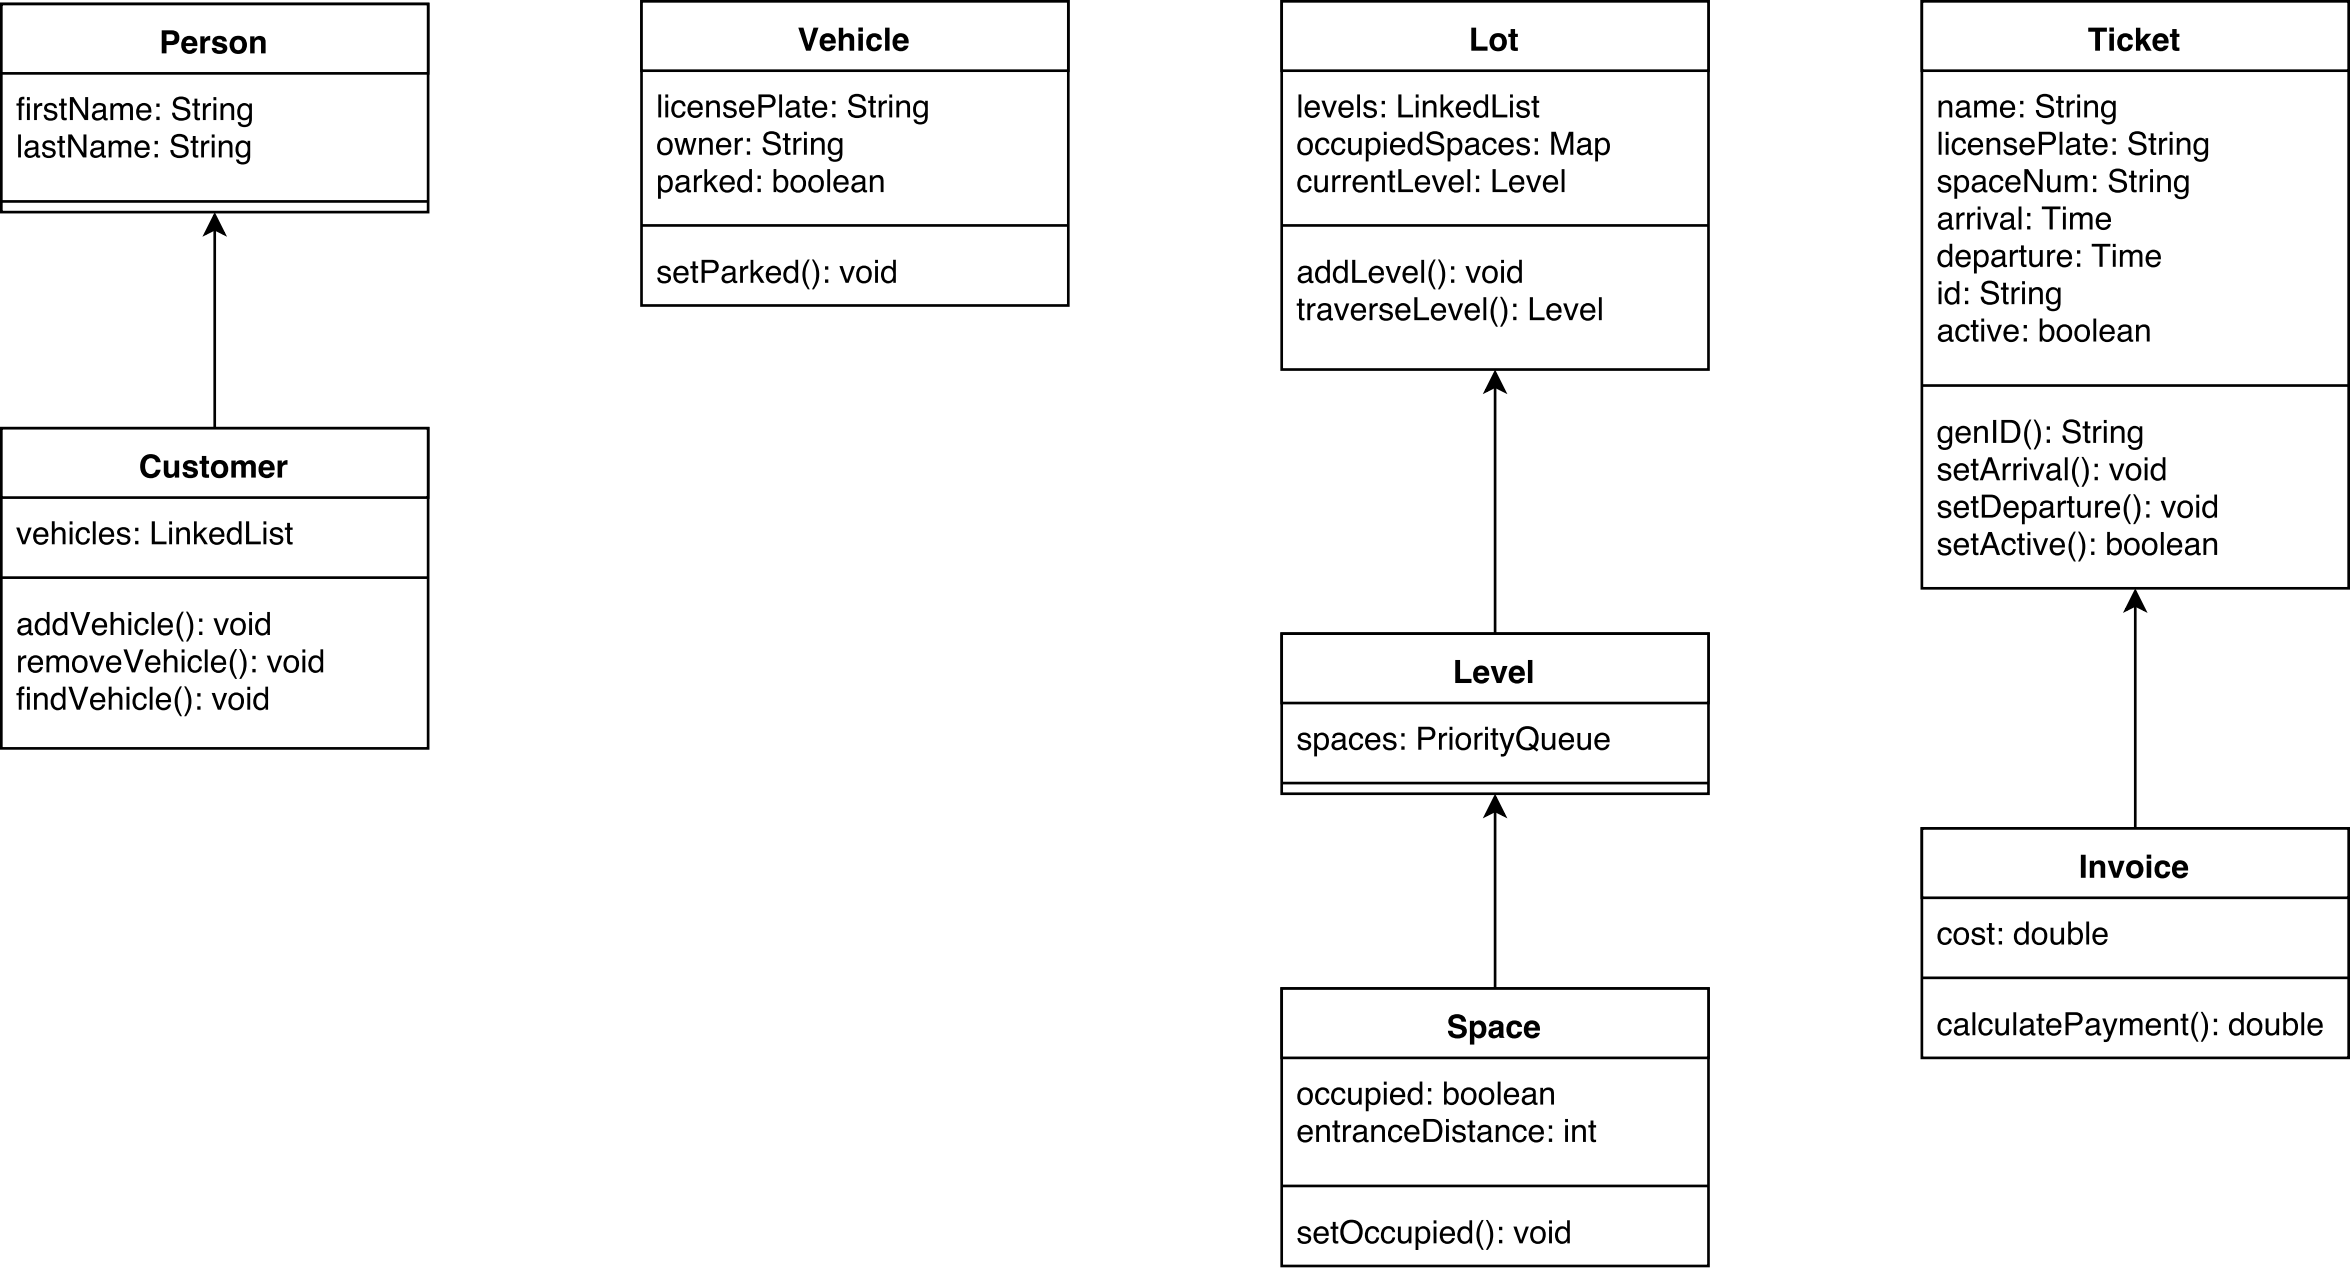 Person
firstName: String
lastName: String
Customer
vehicles: LinkedList
addVehicle(): void
removeVehicle(): void
findVehicle(): void
Vehicle
licensePlate: String
owner: String
parked: boolean
setParked(): void
Lot
levels: LinkedList
occupiedSpaces: Map
currentLevel: Level
addLevel(): void
traverseLevel(): Level
Level
spaces: PriorityQueue
Space
occupied: boolean
entranceDistance: int
setOccupied(): void
Ticket
name: String
licensePlate: String
spaceNum: String
arrival: Time
departure: Time
id: String
active: boolean
genID(): String
setArrival(): void
setDeparture(): void
setActive(): boolean
Invoice
cost: double
calculatePayment(): double